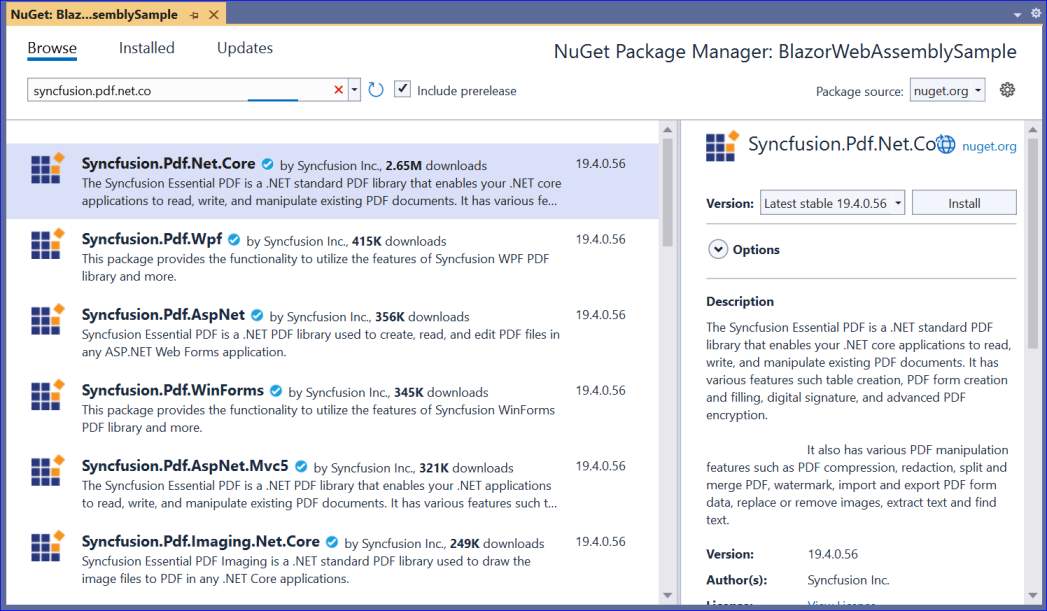 NuGet: Blaz...semblySample
Browse
Installed
Updates
NuGet Package Manager: BlazorWebAssemblySample
syncfusion.pdf.net.co
Include prerelease
Package source:
nuget.org
Syncfusion.Pdf.Net.Core by Syncfusion Inc., 2.65M downloads 19.4.0.56
The Syncfusion Essential PDF is a .NET standard PDF library that enables your .NET core
applications to read, write, and manipulate existing PDF documents. It has various fe...
Syncfusion.Pdf.Wpf by Syncfusion Inc., 415K downloads 19.4.0.56
This package provides the functionality to utilize the features of Syncfusion WPF PDF
library and more.
Syncfusion.Pdf.AspNet by Syncfusion Inc., 356K downloads 19.4.0.56
Syncfusion Essential PDF is a .NET PDF library used to create, read, and edit PDF files in
any ASP.NET Web Forms application.
Syncfusion.Pdf.WinForms by Syncfusion Inc., 345K downloads 19.4.0.56
This package provides the functionality to utilize the features of Syncfusion WinForms
PDF library and more.
Syncfusion.Pdf.AspNet.Mvc5 by Syncfusion Inc., 321K downloads 19.4.0.56
The Syncfusion Essential PDF is a .NET PDF library that enables your .NET applications
to read, write, and manipulate existing PDF documents. It has various features such t...
Syncfusion.Pdf.Imaging.Net.Core by Syncfusion Inc., 249K downloads 19.4.0.56
Syncfusion Essential PDF Imaging is a .NET standard PDF library used to draw the
image files to PDF in any .NET Core applications.
Syncfusion.Pdf.Net.Co
nuget.org
Version:
Latest stable 19.4.0.56
Install
Options
Description
The Syncfusion Essential PDF is a .NET standard PDF
library that enables your .NET core applications to read,
write, and manipulate existing PDF documents. It has
various features such table creation, PDF form creation
and filling, digital signature, and advanced PDF
encryption.
It also has various PDF manipulation
features such as PDF compression, redaction, split and
merge PDF, watermark, import and export PDF form
data, replace or remove images, extract text and find
text.
Version: 19.4.0.56
Author(s): Syncfusion Inc.
License: View License